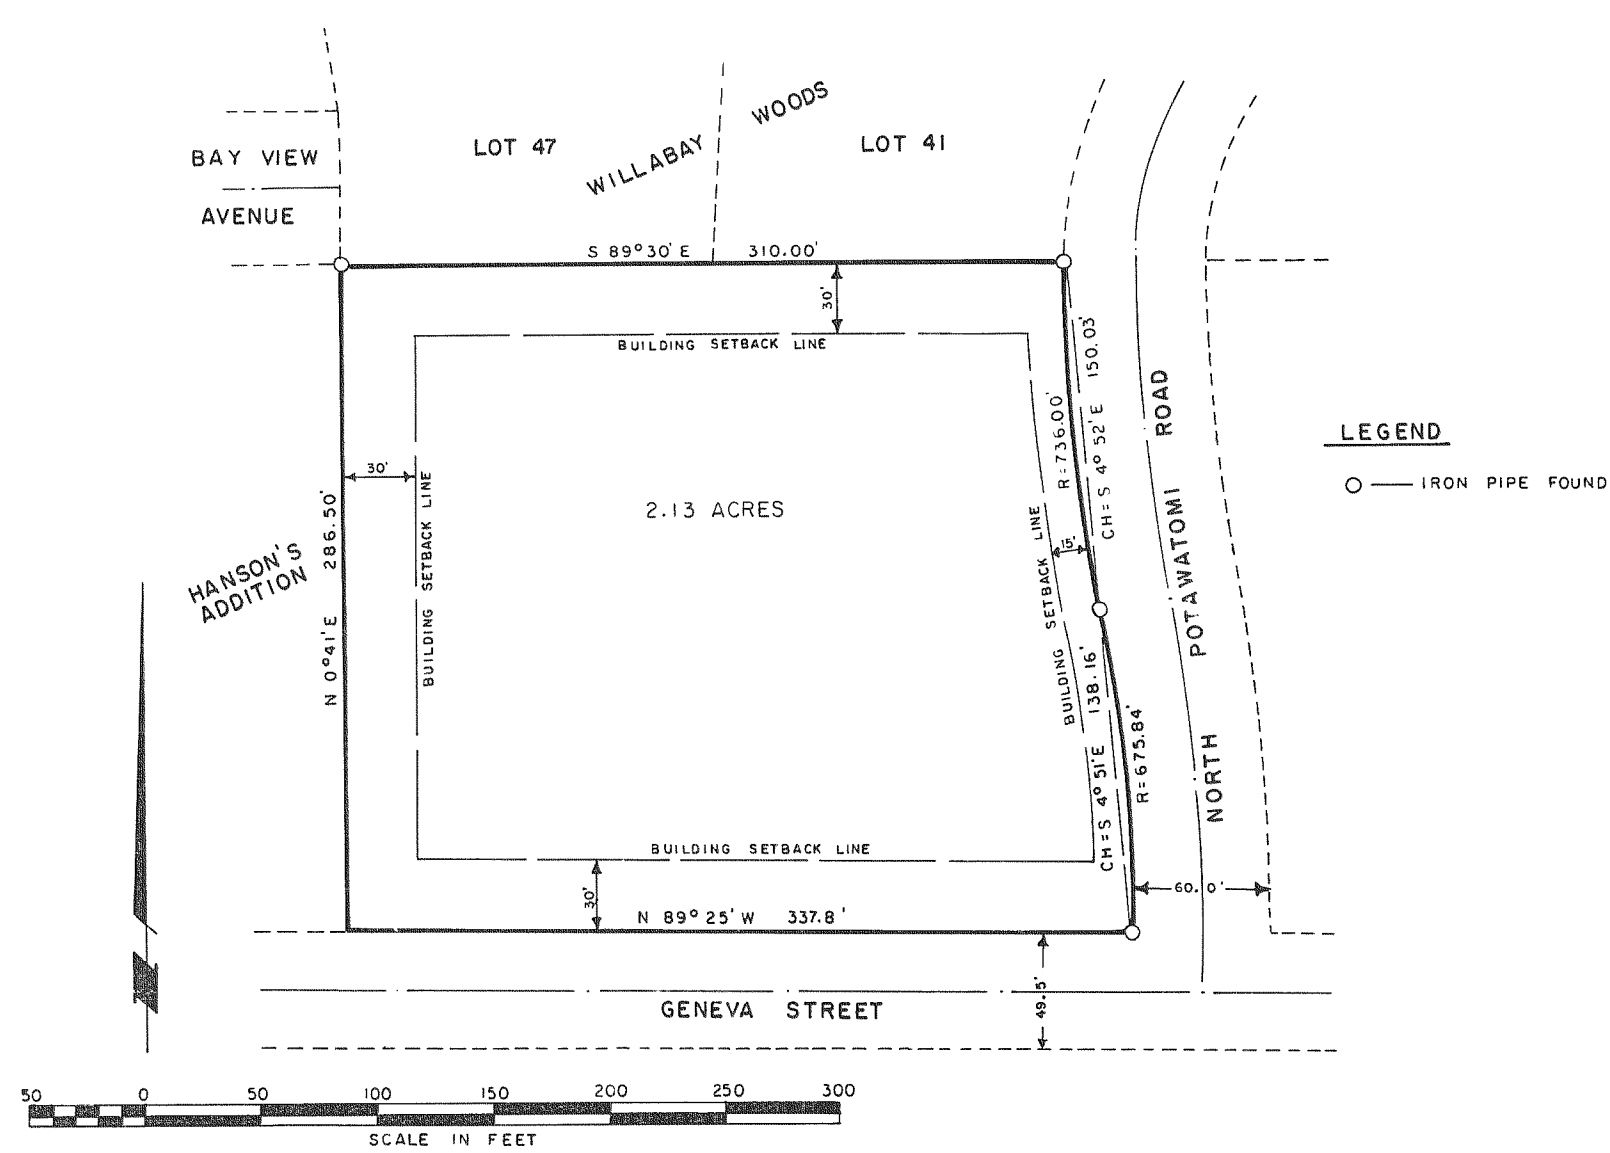 WILLABAY WOODS
LOT 47
LOT 41
BAY VIEW
AVENUE
S 89°30' E 310.00'
30'
BUILDING SETBACK LINE
R=736.00'
CH=S 4° 52' E 150.03'
NORTH POTAWATOMI ROAD
LEGEND
IRON PIPE FOUND
30'
BUILDING SETBACK LINE
2.13 ACRES
N 0°41' E 286.50'
HANSON'S
ADDITION
15'
BUILDING SETBACK LINE
CH=S 4° 51' E 138.16'
R=675.84'
BUILDING SETBACK LINE
30'
60.0'
N 89° 25' W 337.8'
49.5'
GENEVA STREET
50 0 50 100 150 200 250 300
SCALE IN FEET